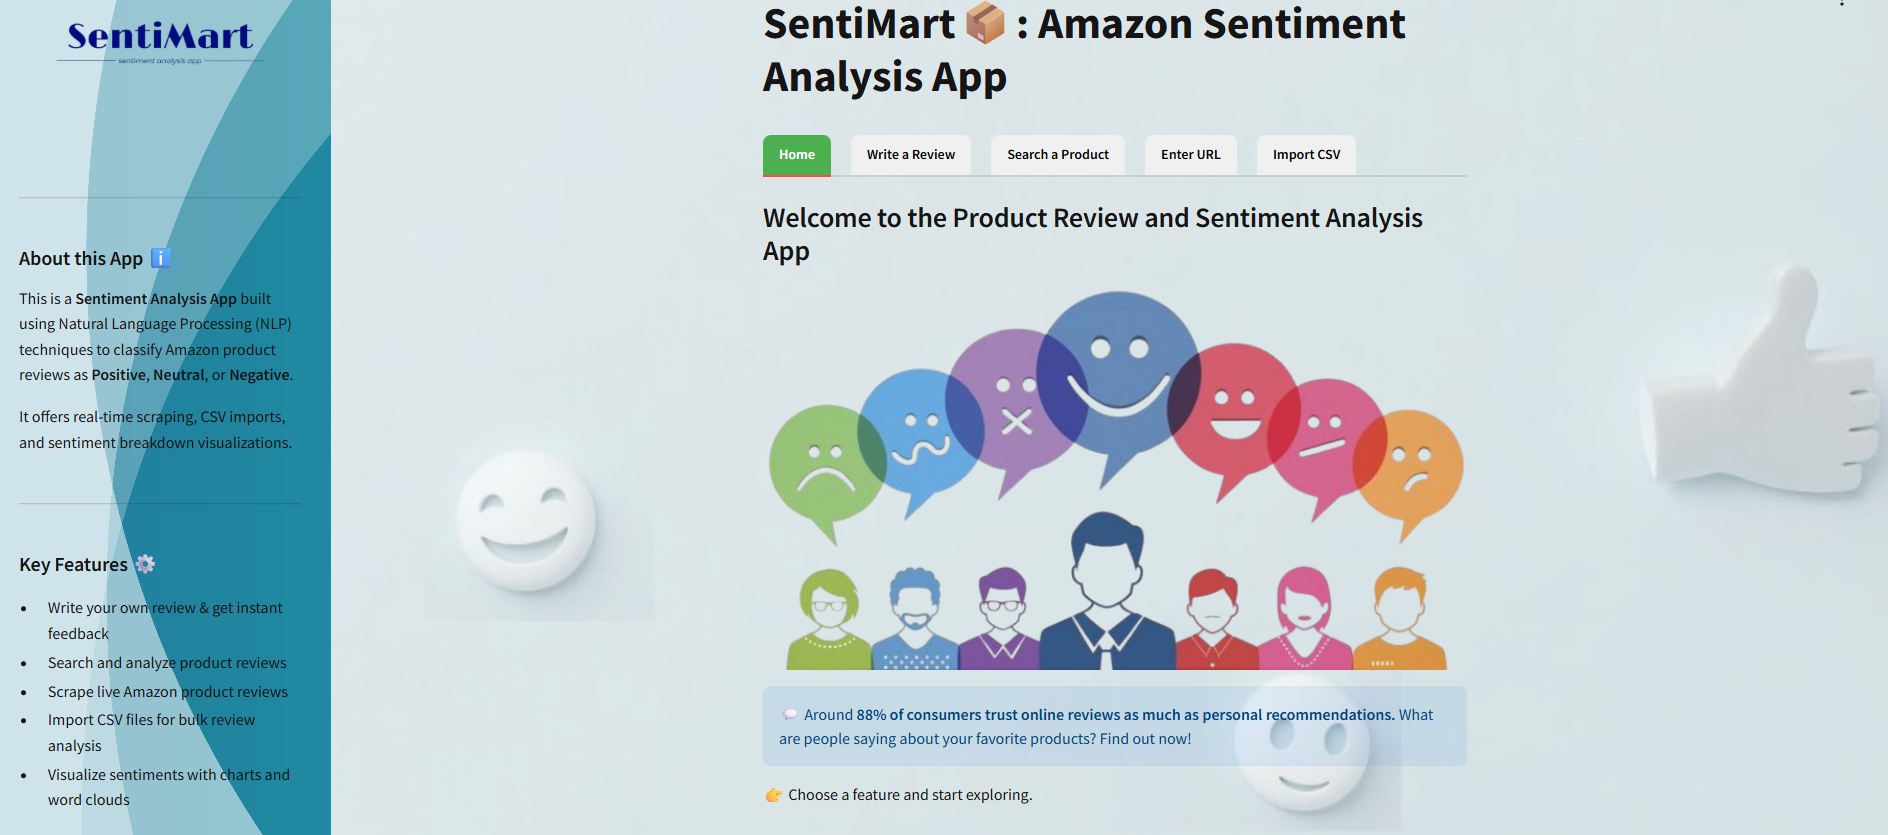 SentiMart
sentiment analysis app
About this App ℹ️
This is a Sentiment Analysis App built
using Natural Language Processing (NLP)
techniques to classify Amazon product
reviews as Positive, Neutral, or Negative.
It offers real-time scraping, CSV imports,
and sentiment breakdown visualizations.
Key Features ⚙️
• Write your own review & get instant
feedback
• Search and analyze product reviews
• Scrape live Amazon product reviews
• Import CSV files for bulk review
analysis
• Visualize sentiments with charts and
word clouds
SentiMart 📦 : Amazon Sentiment
Analysis App
Home Write a Review Search a Product Enter URL Import CSV
Welcome to the Product Review and Sentiment Analysis
App
💬 Around 88% of consumers trust online reviews as much as personal recommendations. What
are people saying about your favorite products? Find out now!
👉 Choose a feature and start exploring.